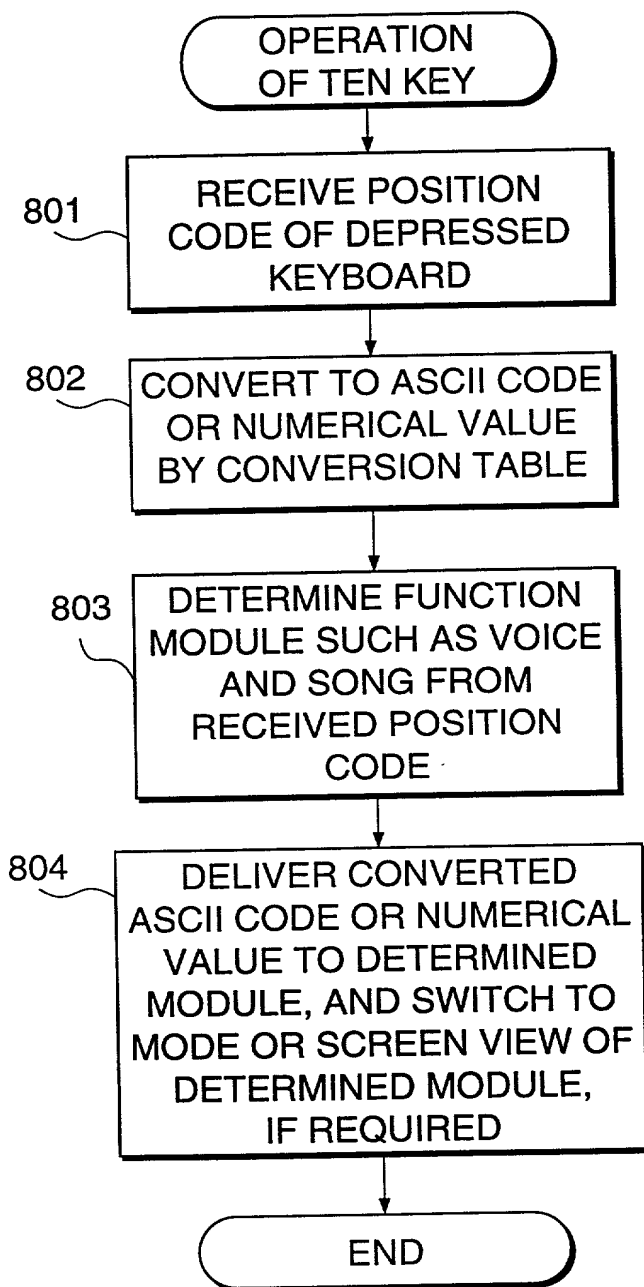 OPERATION
OF TEN KEY
801
RECEIVE POSITION
CODE OF DEPRESSED
KEYBOARD
802
CONVERT TO ASCII CODE
OR NUMERICAL VALUE
BY CONVERSION TABLE
803
DETERMINE FUNCTION
MODULE SUCH AS VOICE
AND SONG FROM
RECEIVED POSITION
CODE
804
DELIVER CONVERTED
ASCII CODE OR NUMERICAL
VALUE TO DETERMINED
MODULE, AND SWITCH TO
MODE OR SCREEN VIEW OF
DETERMINED MODULE,
IF REQUIRED
END